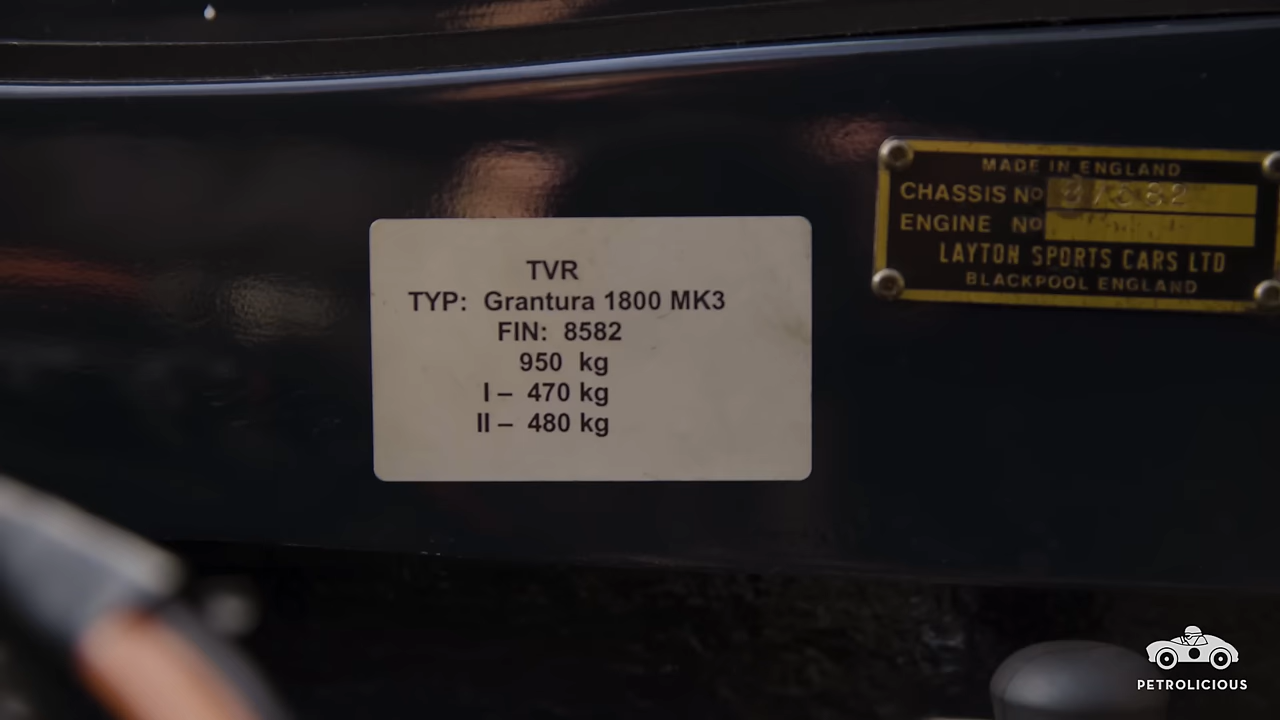 TVR
TYP: Grantura 1800 MK3
FIN: 8582
950 kg
I – 470 kg
II – 480 kg
MADE IN ENGLAND
CHASSIS No
ENGINE No
LAYTON SPORTS CARS LTD
BLACKPOOL ENGLAND
PETROLICIOUS